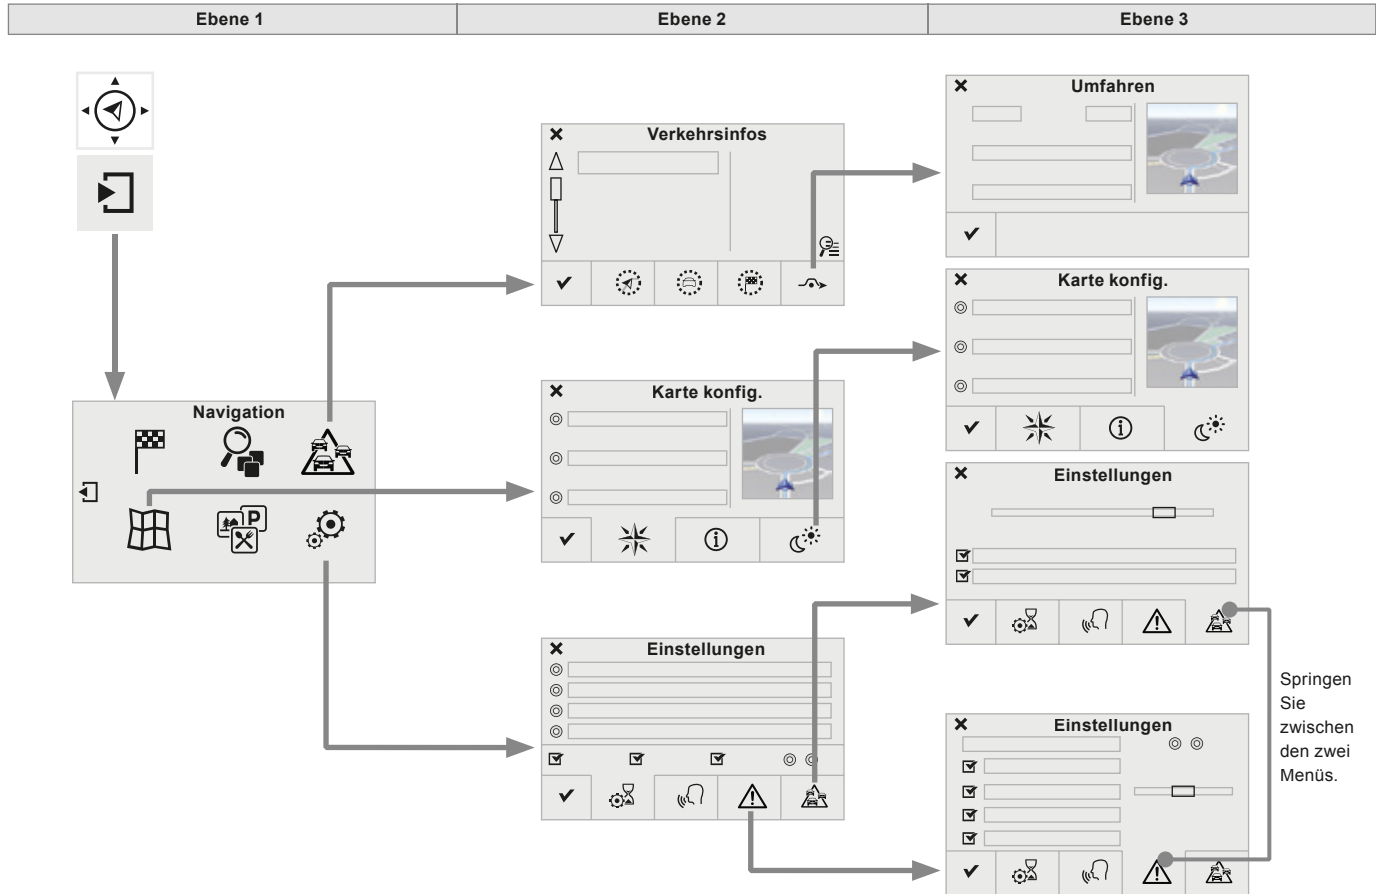 Ebene 1
Ebene 2
Ebene 3
Navigation
P
Verkehrsinfos
Karte konfig.
Einstellungen
Umfahren
Karte konfig.
Einstellungen
Einstellungen
Springen
Sie
zwischen
den zwei
Menüs.